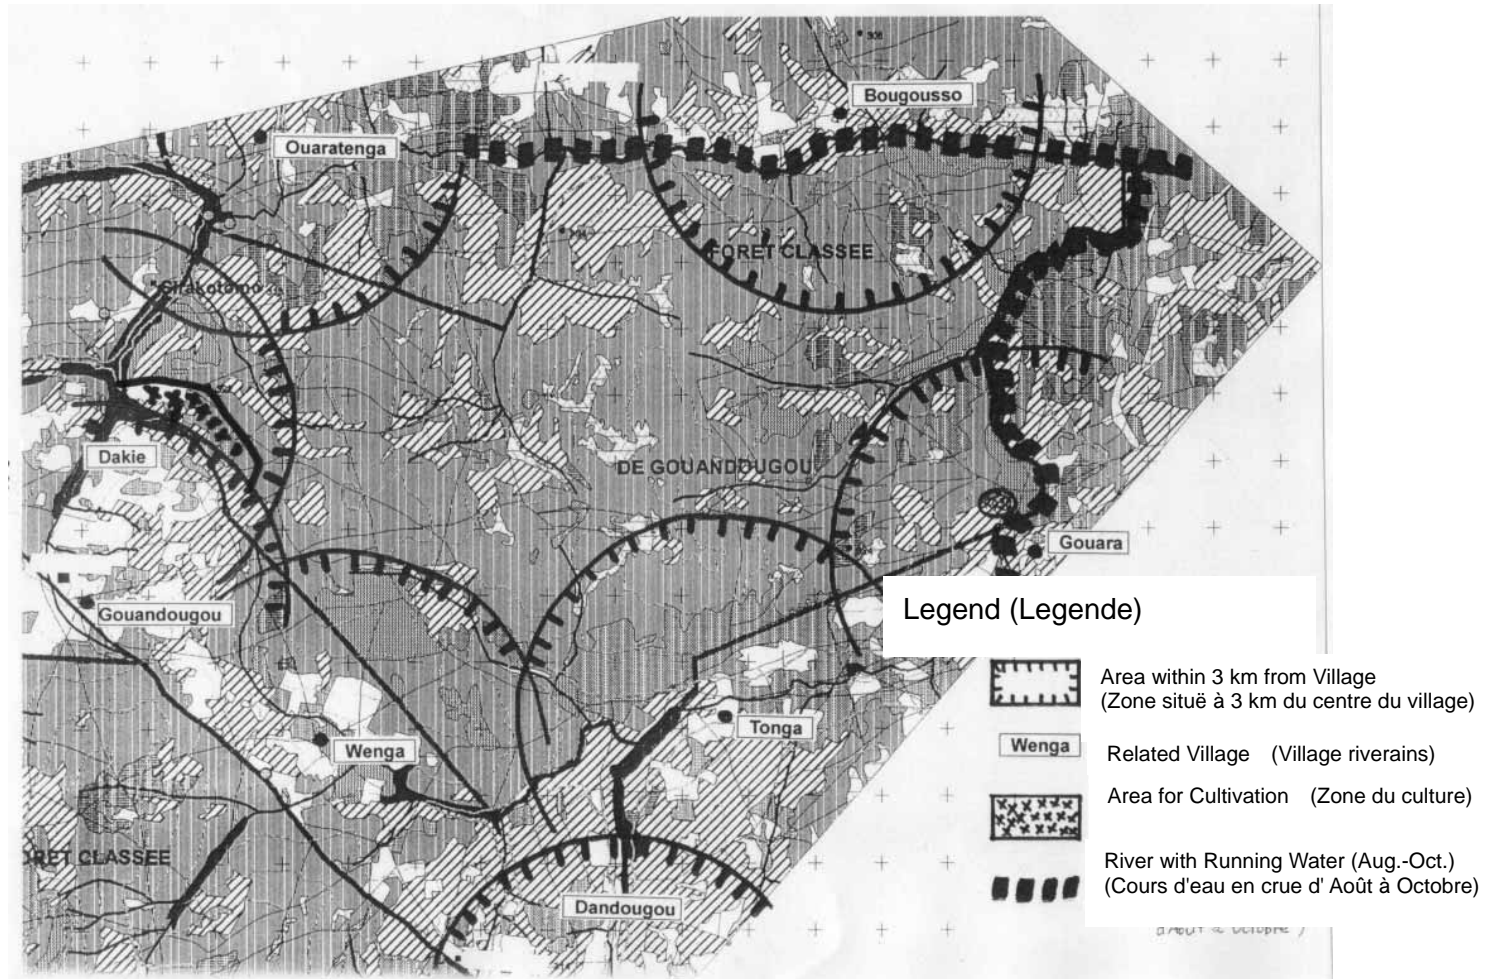 Bougousso
Ouaratenga
FORET CLASSEE
Sirakotomo
Dakie
DE GOUANDOUGOU
Gouara
Gouandougou
Legend (Legende)
Area within 3 km from Village
(Zone situë à 3 km du centre du village)
Tonga
Wenga
Wenga
Related Village (Village riverains)
Area for Cultivation (Zone du culture)
ORET CLASSEE
River with Running Water (Aug.-Oct.)
(Cours d'eau en crue d' Août à Octobre)
Dandougou